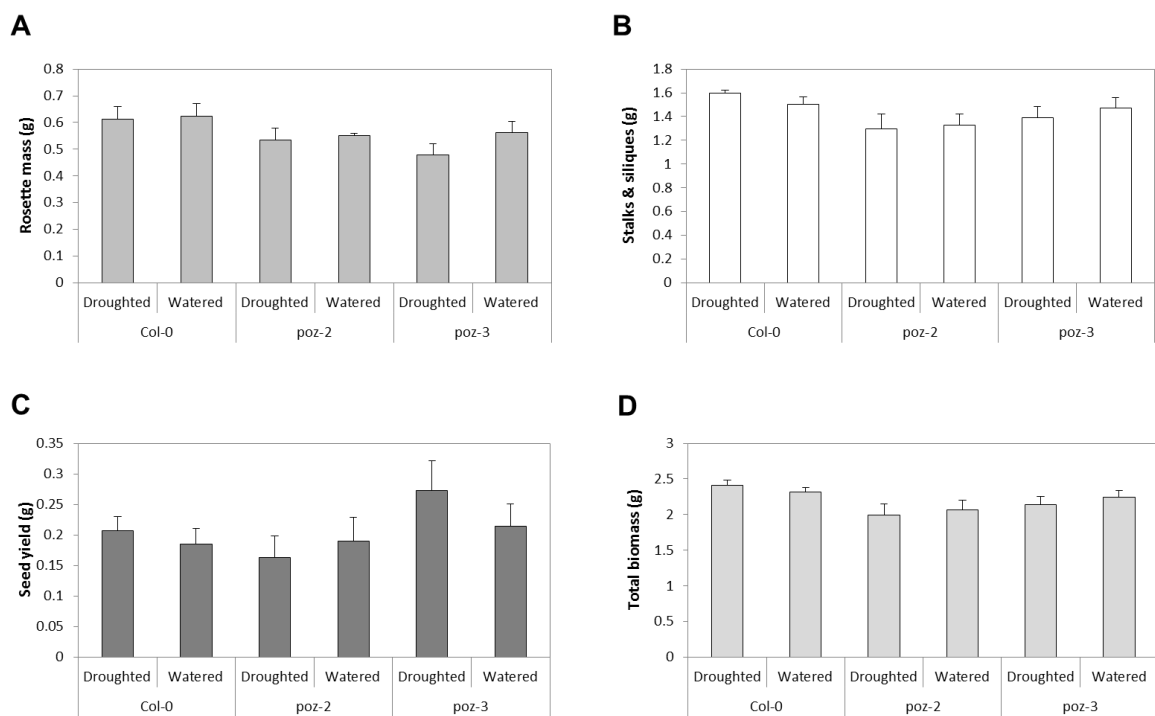 A
Rosette mass (g)
0.8
0.7
0.6
0.5
0.4
0.3
0.2
0.1
0
Droughted Watered Droughted Watered Droughted Watered
Col-0 poz-2 poz-3
B
Stalks & siliques (g)
1.8
1.6
1.4
1.2
1
0.8
0.6
0.4
0.2
0
Droughted Watered Droughted Watered Droughted Watered
Col-0 poz-2 poz-3
C
Seed yield (g)
0.35
0.3
0.25
0.2
0.15
0.1
0.05
0
Droughted Watered Droughted Watered Droughted Watered
Col-0 poz-2 poz-3
D
Total biomass (g)
3
2.5
2
1.5
1
0.5
0
Droughted Watered Droughted Watered Droughted Watered
Col-0 poz-2 poz-3